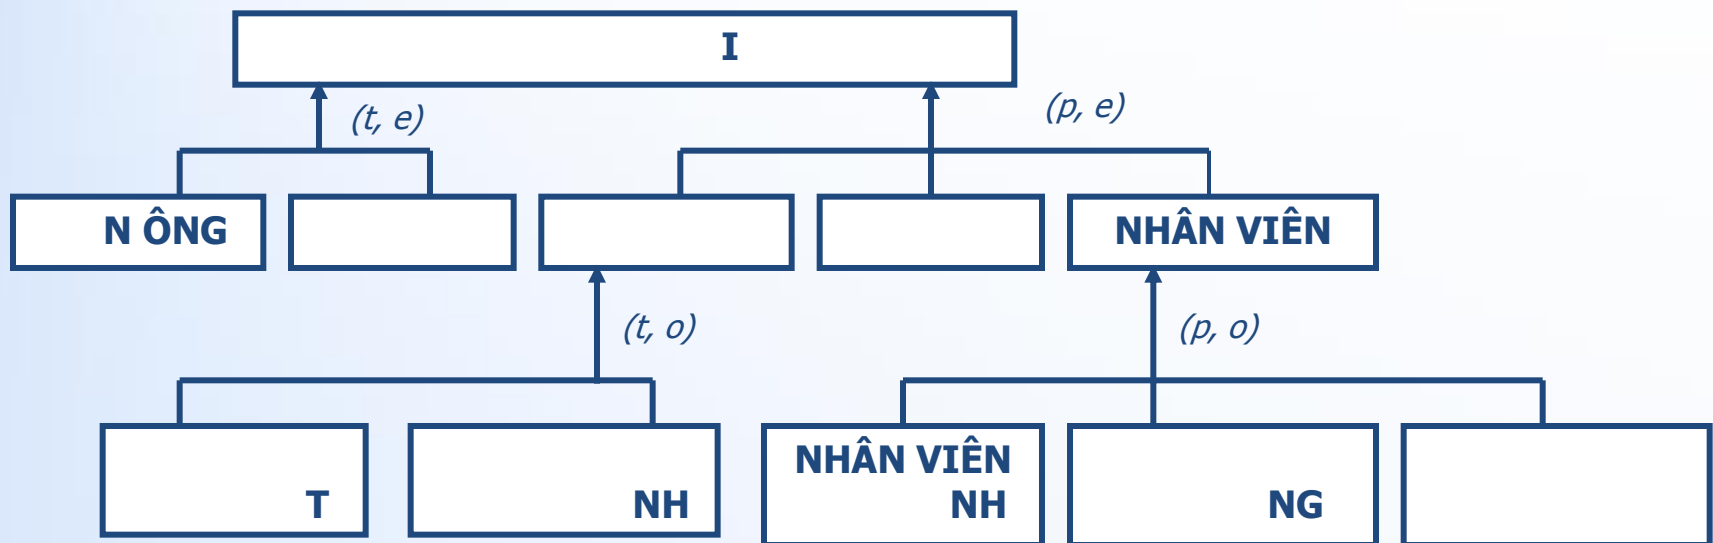 I
(t, e)
(p, e)
N ÔNG
NHÂN VIÊN
(t, o)
(p, o)
T
NH
NHÂN VIÊN
NH
NG